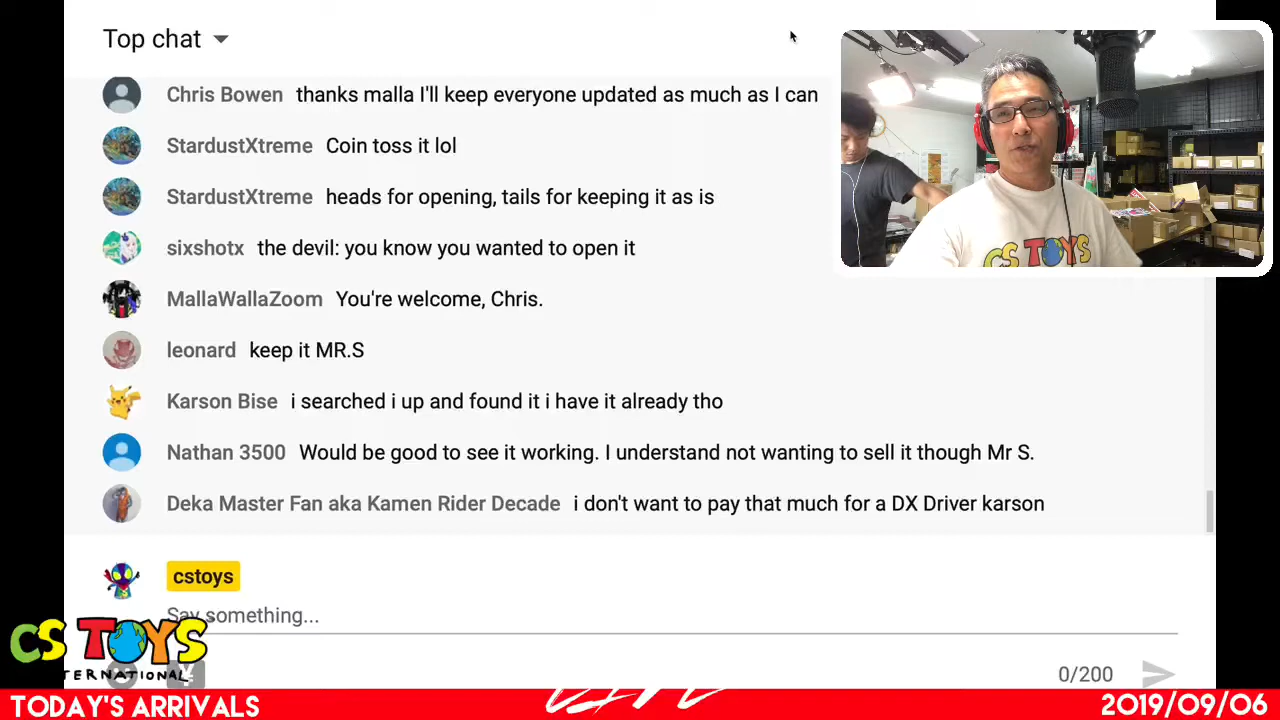 Top chat
Chris Bowen thanks malla I'll keep everyone updated as much as I can
StardustXtreme Coin toss it lol
StardustXtreme heads for opening, tails for keeping it as is
sixshotx the devil: you know you wanted to open it
MallaWallaZoom You're welcome, Chris.
leonard keep it MR.S
Karson Bise i searched i up and found it i have it already tho
Nathan 3500 Would be good to see it working. I understand not wanting to sell it though Mr S.
Deka Master Fan aka Kamen Rider Decade i don't want to pay that much for a DX Driver karson
CS TOYS
cstoys
Say something...
CS TOYS
TERNATIONAL
0/200
TODAY'S ARRIVALS
LIVE
2019/09/06